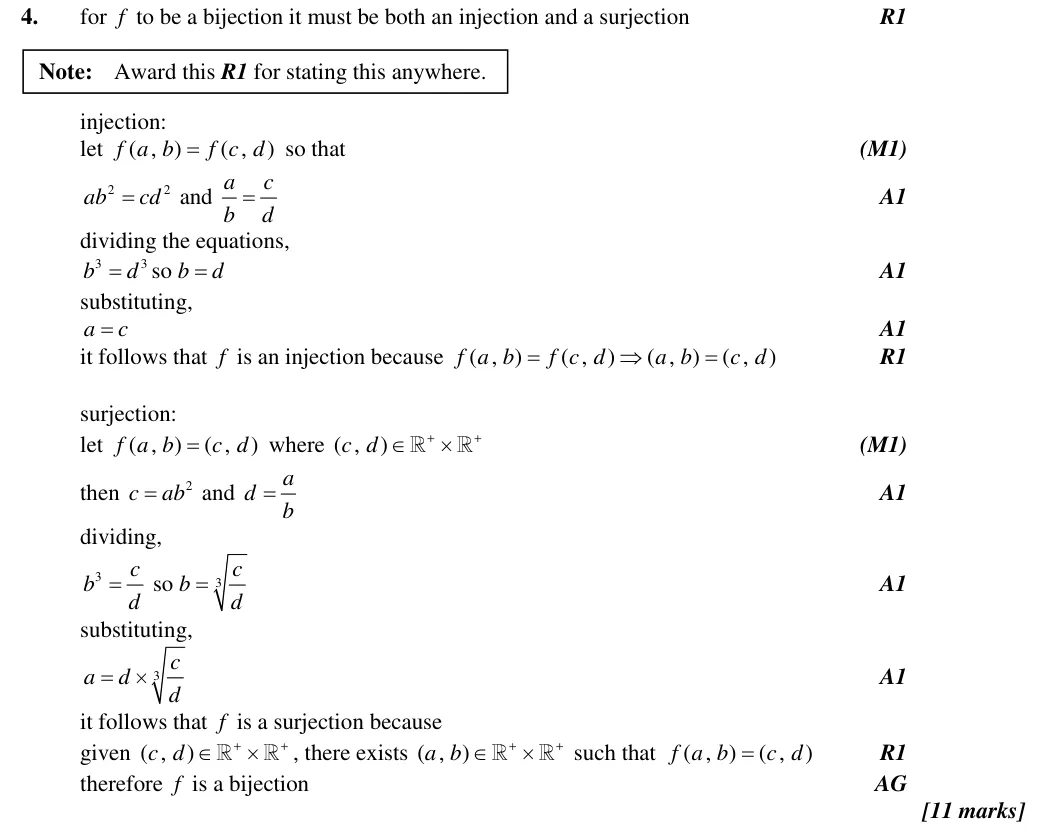 4. for f to be a bijection it must be both an injection and a surjection R1
Note: Award this R1 for stating this anywhere.
injection:
let f(a, b) = f(c, d) so that (M1)
ab² = cd² and a/b = c/d A1
dividing the equations,
b³ = d³ so b = d A1
substituting,
a = c A1
it follows that f is an injection because f(a, b) = f(c, d) ⇒ (a, b) = (c, d) R1
surjection:
let f(a, b) = (c, d) where (c, d) ∈ ℝ⁺ × ℝ⁺ (M1)
then c = ab² and d = a/b A1
dividing,
b³ = c/d so b = ∛(c/d) A1
substituting,
a = d × ∛(c/d) A1
it follows that f is a surjection because
given (c, d) ∈ ℝ⁺ × ℝ⁺, there exists (a, b) ∈ ℝ⁺ × ℝ⁺ such that f(a, b) = (c, d) R1
therefore f is a bijection AG
[11 marks]